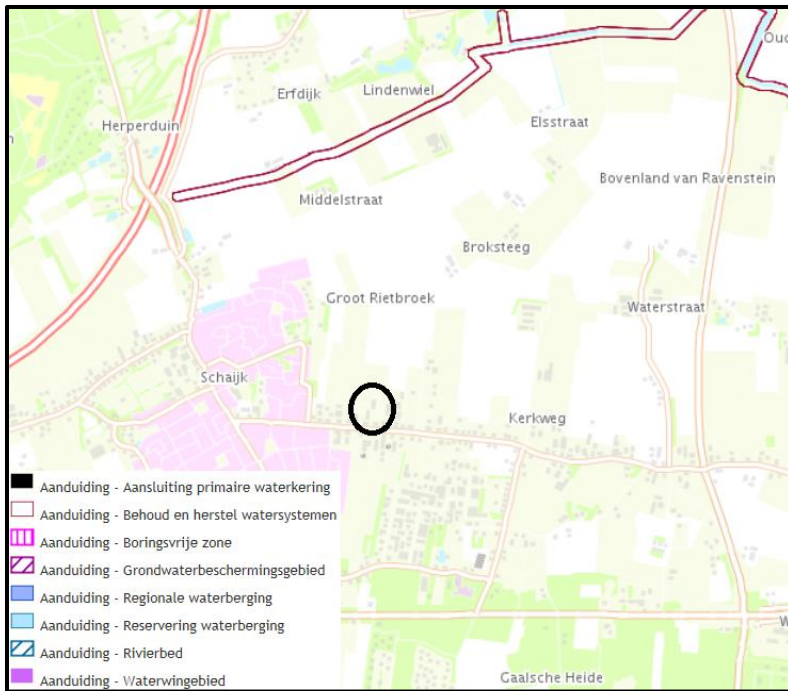 Oud
Erfdijk
Lindenwiel
Herperduin
Elsstraat
Middelstraat
Bovenland van Ravenstein
Broksteeg
Groot Rietbroek
Waterstraat
Schaijk
Kerkweg
Aanduiding - Aansluiting primaire waterkering
Aanduiding - Behoud en herstel watersystemen
Aanduiding - Boringsvrije zone
Aanduiding - Grondwaterbeschermingsgebied
Aanduiding - Regionale waterberging
Aanduiding - Reservering waterberging
Aanduiding - Rivierbed
W
Aanduiding - Waterwingebied
Gaalsche Heide